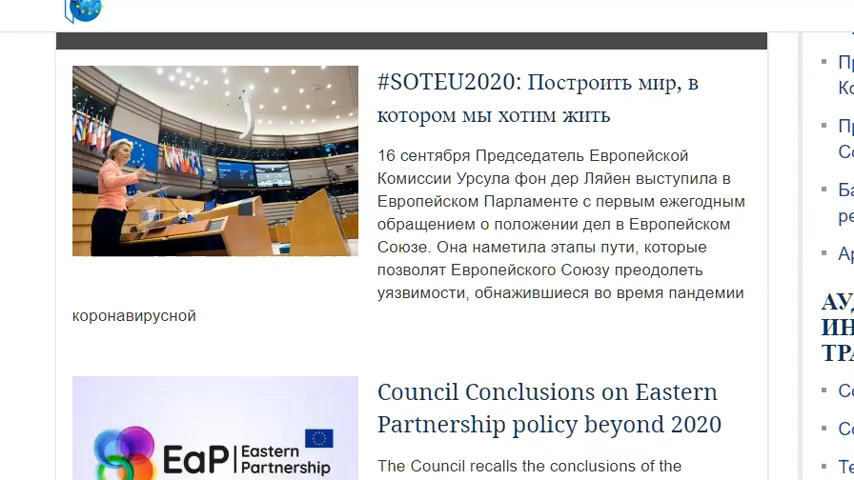 #SOTEU2020: Построить мир, в
котором мы хотим жить
16 сентября Председатель Европейской
Комиссии Урсула фон дер Ляйен выступила в
Европейском Парламенте с первым ежегодным
обращением о положении дел в Европейском
Союзе. Она наметила этапы пути, которые
позволят Европейского Союзу преодолеть
уязвимости, обнажившиеся во время пандемии
коронавирусной
EaP Eastern
Partnership
Council Conclusions on Eastern
Partnership policy beyond 2020
The Council recalls the conclusions of the